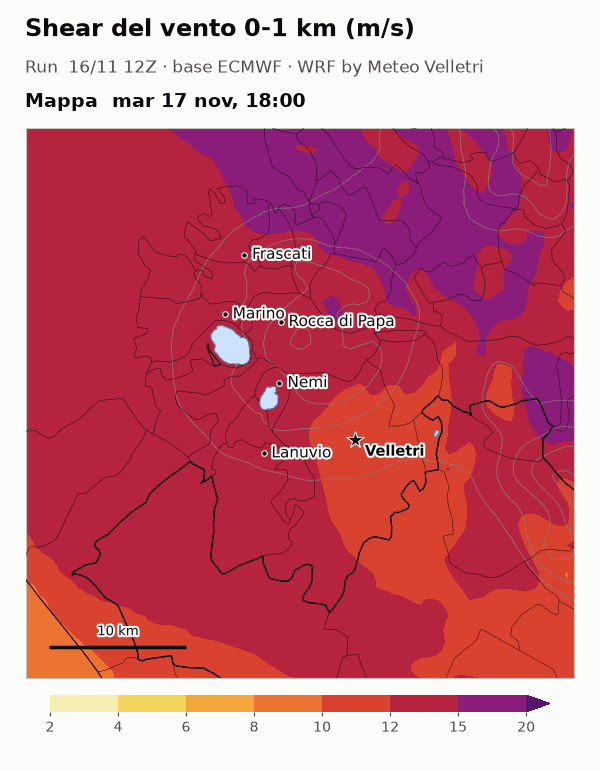 Shear del vento 0-1 km (m/s)
Run  16/11 12Z · base ECMWF · WRF by Meteo Velletri
Mappa  mar 17 nov, 18:00
Frascati
Marino
Rocca di Papa
Nemi
Velletri
Lanuvio
10 km
2 4 6 8 10 12 15 20